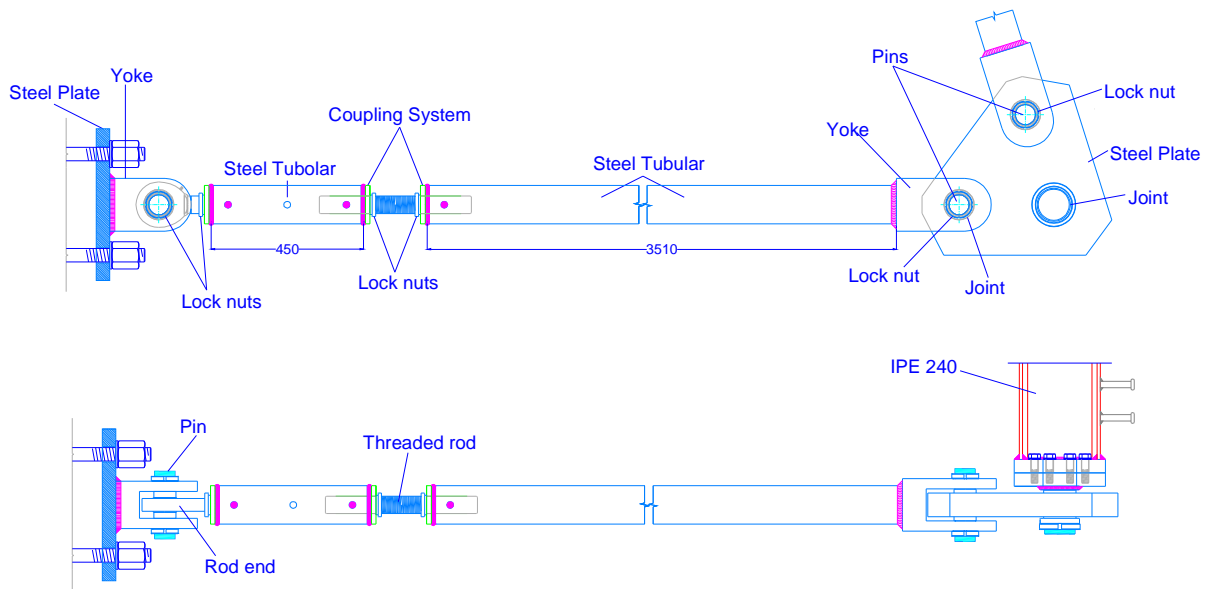 Pins
Yoke
Steel Plate
Lock nut
Coupling System
Yoke
Steel Plate
Steel Tubolar
Steel Tubular
Joint
450
3510
Lock nuts
Lock nuts
Lock nut
Joint
IPE 240
Pin
Threaded rod
Rod end